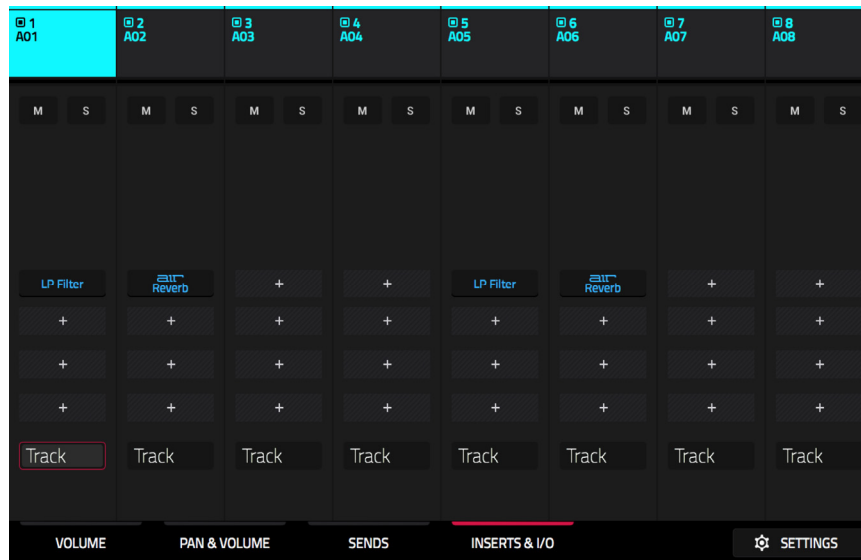 1 2 3 4 5 6 7 8
A01 A02 A03 A04 A05 A06 A07 A08
M S M S M S M S M S M S M S M S
LP Filter air Reverb + + LP Filter air Reverb + +
+ + + + + + + +
+ + + + + + + +
+ + + + + + + +
Track Track Track Track Track Track Track Track
VOLUME PAN & VOLUME SENDS INSERTS & I/O SETTINGS